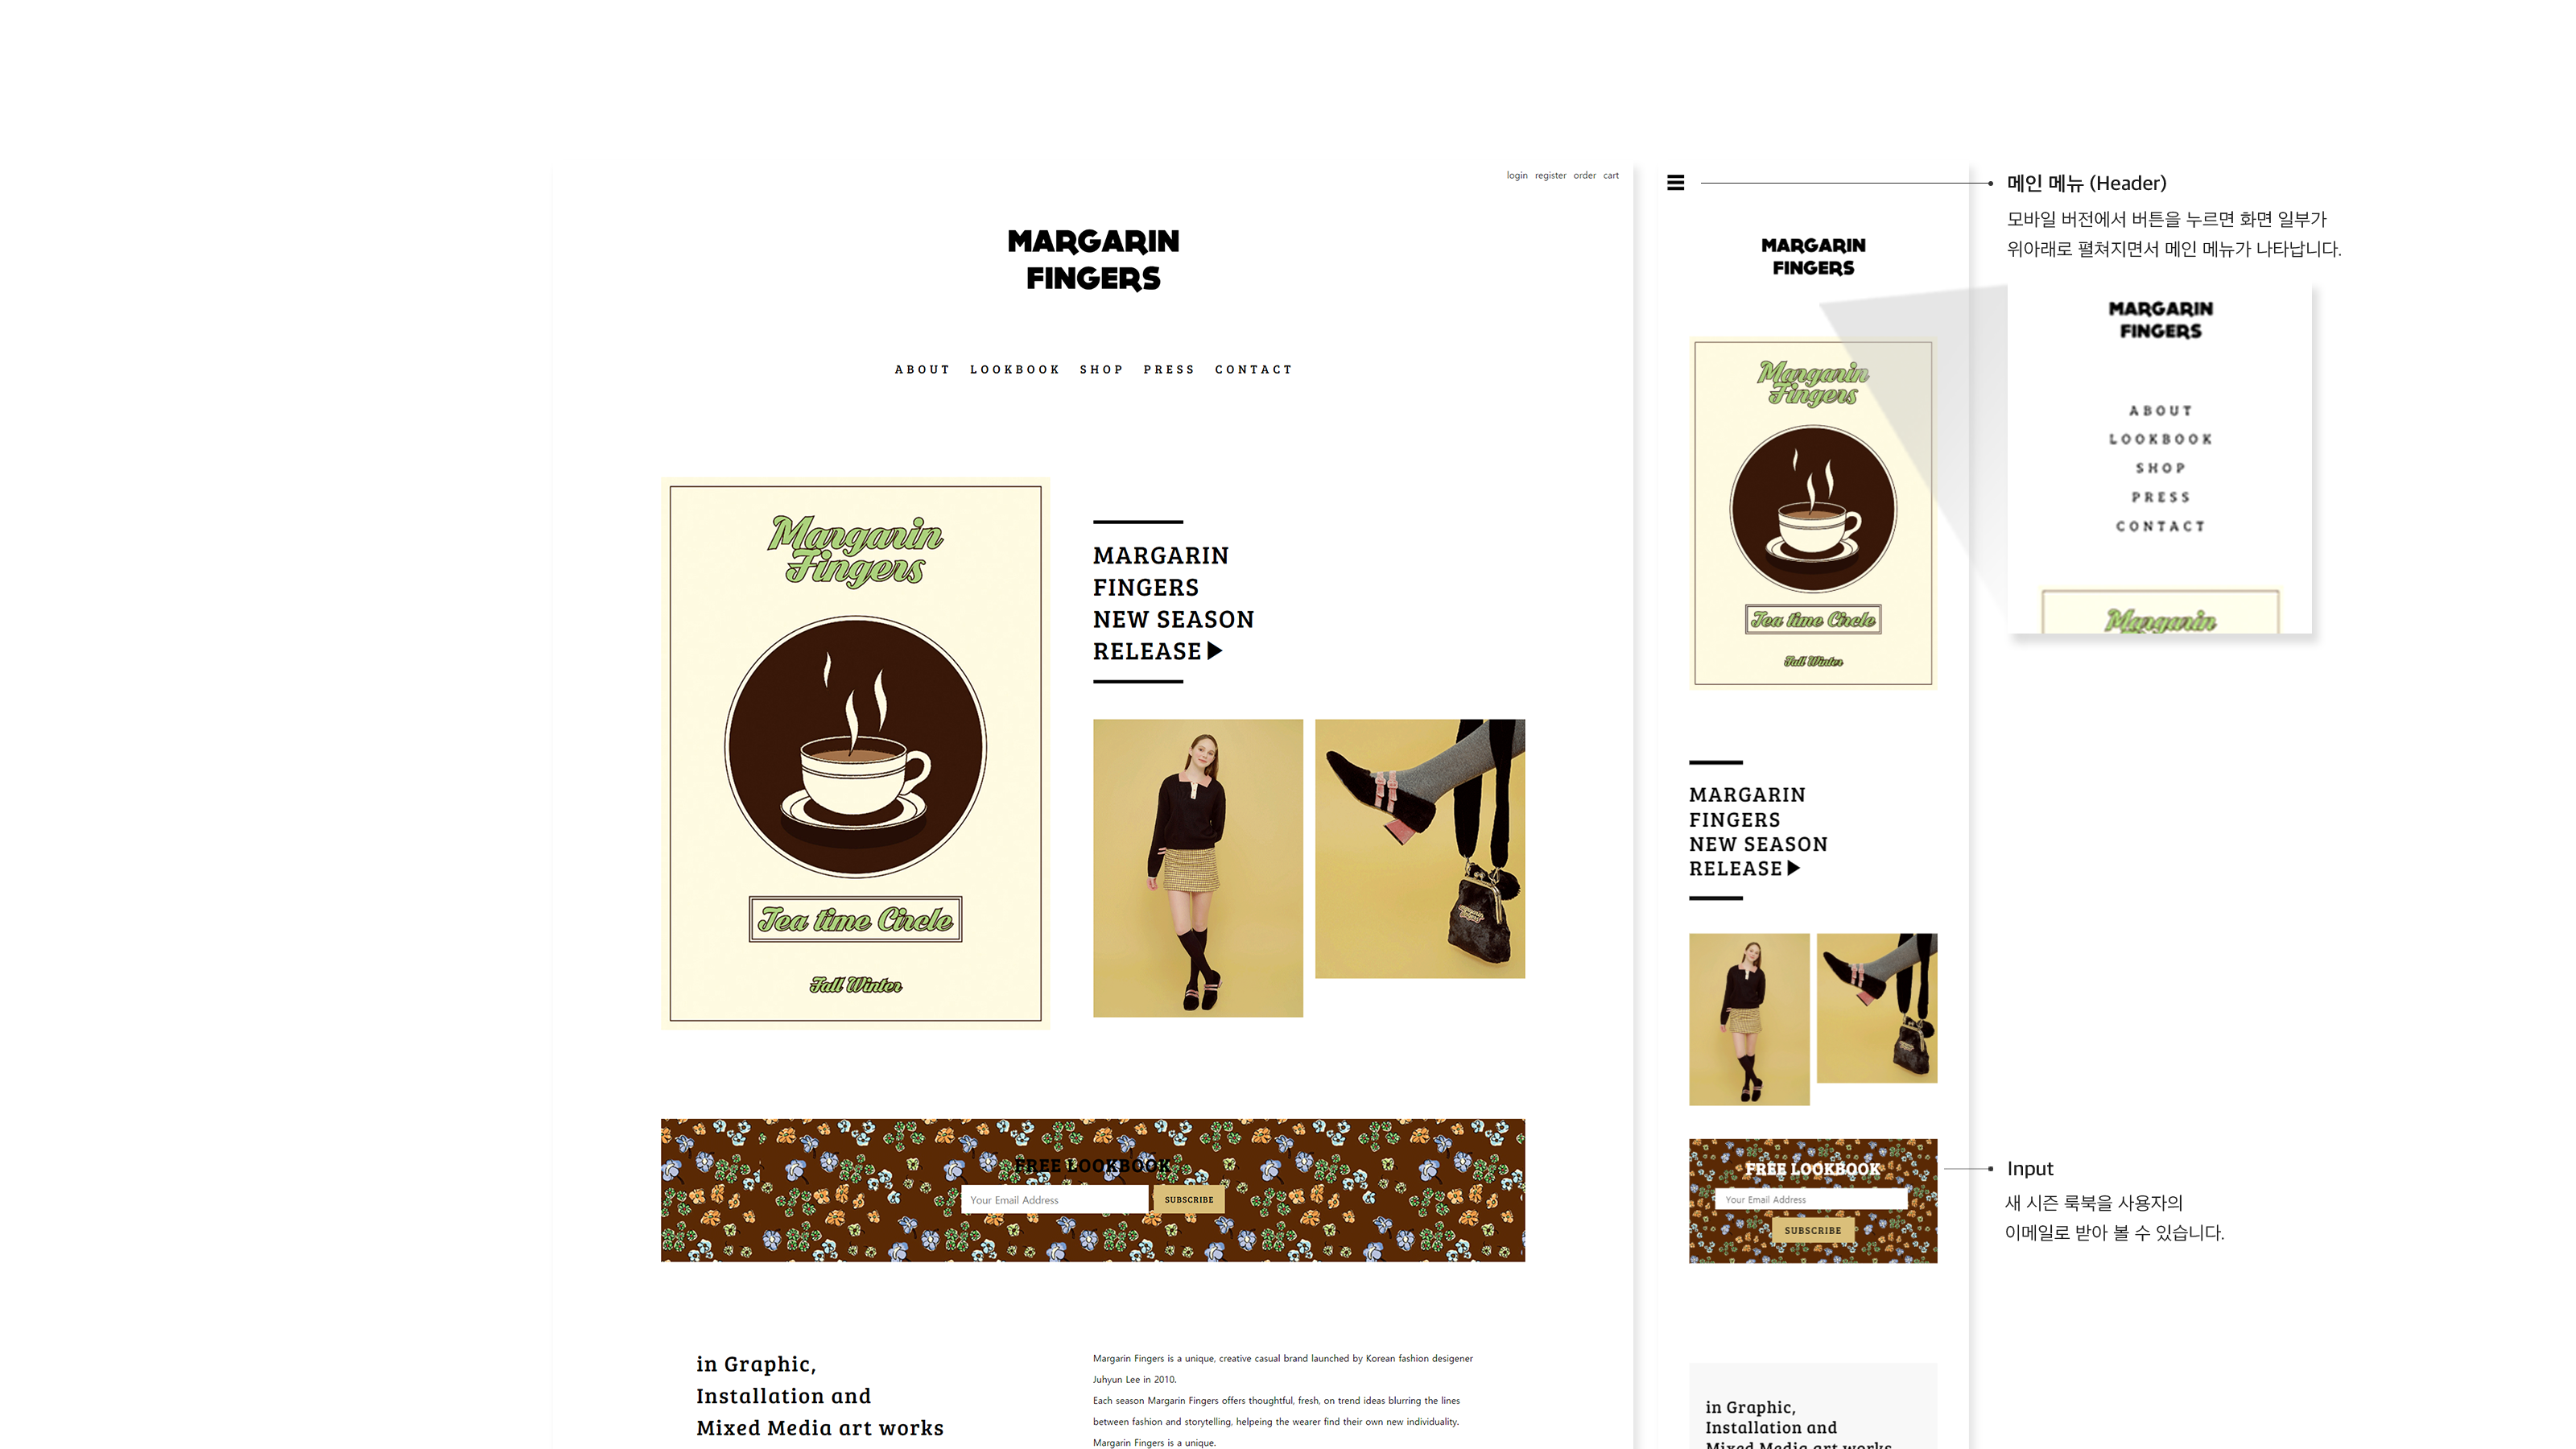 login register order cart
MARGARIN
FINGERS
ABOUT LOOKBOOK SHOP PRESS CONTACT
Margarin
Fingers
Tea time Circle
Fall Winter
MARGARIN
FINGERS
NEW SEASON
RELEASE▶
FREE LOOKBOOK
Your Email Address
SUBSCRIBE
in Graphic,
Installation and
Mixed Media art works
Margarin Fingers is a unique, creative casual brand launched by Korean fashion desigener
Juhyun Lee in 2010.
Each season Margarin Fingers offers thoughtful, fresh, on trend ideas blurring the lines
between fashion and storytelling, helpeing the wearer find their own new individuality.
Margarin Fingers is a unique.
MARGARIN
FINGERS
Margarin
Fingers
Tea time Circle
Fall Winter
MARGARIN
FINGERS
NEW SEASON
RELEASE▶
FREE LOOKBOOK
Your Email Address
SUBSCRIBE
in Graphic,
Installation and
Mixed Media art works
메인 메뉴 (Header)
모바일 버전에서 버튼을 누르면 화면 일부가
위아래로 펼쳐지면서 메인 메뉴가 나타납니다.
MARGARIN
FINGERS
ABOUT
LOOKBOOK
SHOP
PRESS
CONTACT
Margarin
Input
새 시즌 룩북을 사용자의
이메일로 받아 볼 수 있습니다.